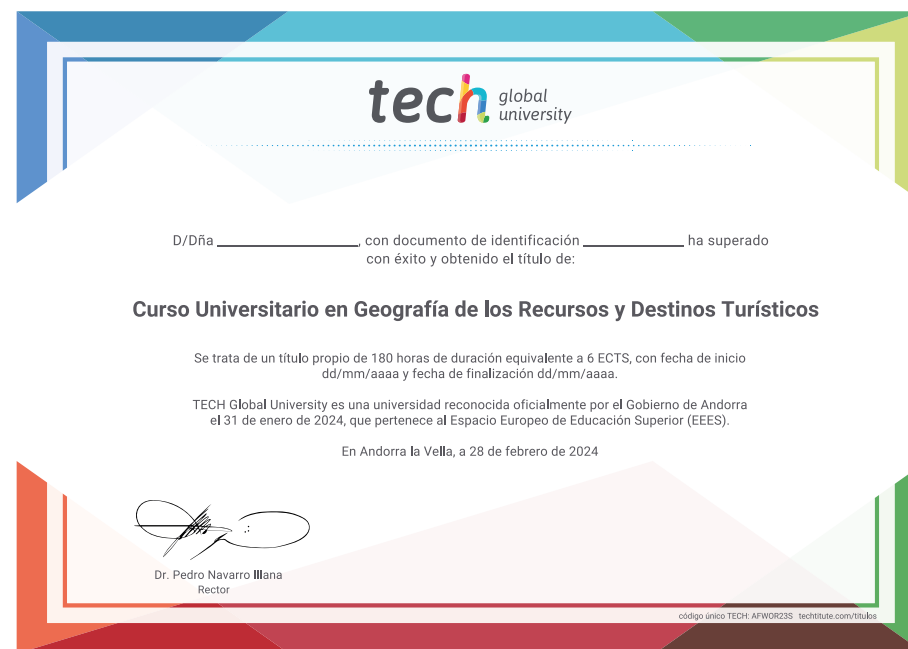 tech global
university
D/Dña ____________________, con documento de identificación ______________ ha superado
con éxito y obtenido el título de:
Curso Universitario en Geografía de los Recursos y Destinos Turísticos
Se trata de un título propio de 180 horas de duración equivalente a 6 ECTS, con fecha de inicio
dd/mm/aaaa y fecha de finalización dd/mm/aaaa.
TECH Global University es una universidad reconocida oficialmente por el Gobierno de Andorra
el 31 de enero de 2024, que pertenece al Espacio Europeo de Educación Superior (EEES).
En Andorra la Vella, a 28 de febrero de 2024
Dr. Pedro Navarro Illana
Rector
código único TECH: AFWOR23S techtitute.com/titulos